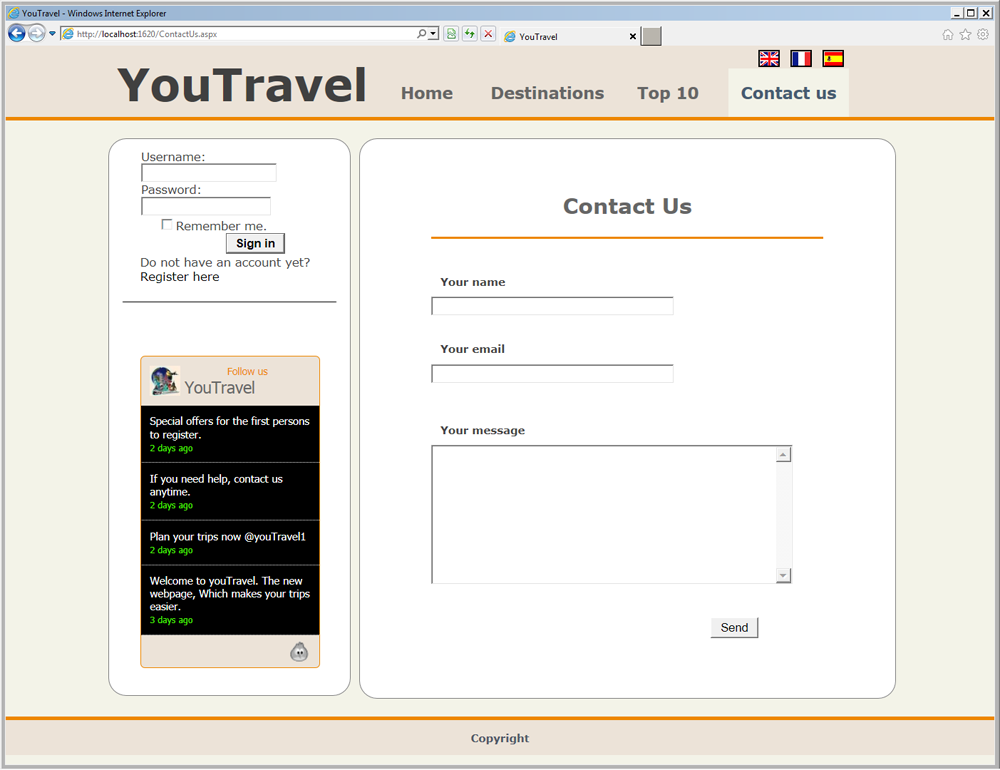 YouTravel - Windows Internet Explorer
http://localhost:1620/ContactUs.aspx
YouTravel
YouTravel
Home
Destinations
Top 10
Contact us
Username:
Password:
Remember me.
Sign in
Do not have an account yet?
Register here
Follow us
YouTravel
Special offers for the first persons
to register.
2 days ago
If you need help, contact us
anytime.
2 days ago
Plan your trips now @youTravel1
2 days ago
Welcome to youTravel. The new
webpage, Which makes your trips
easier.
3 days ago
Contact Us
Your name
Your email
Your message
Send
Copyright